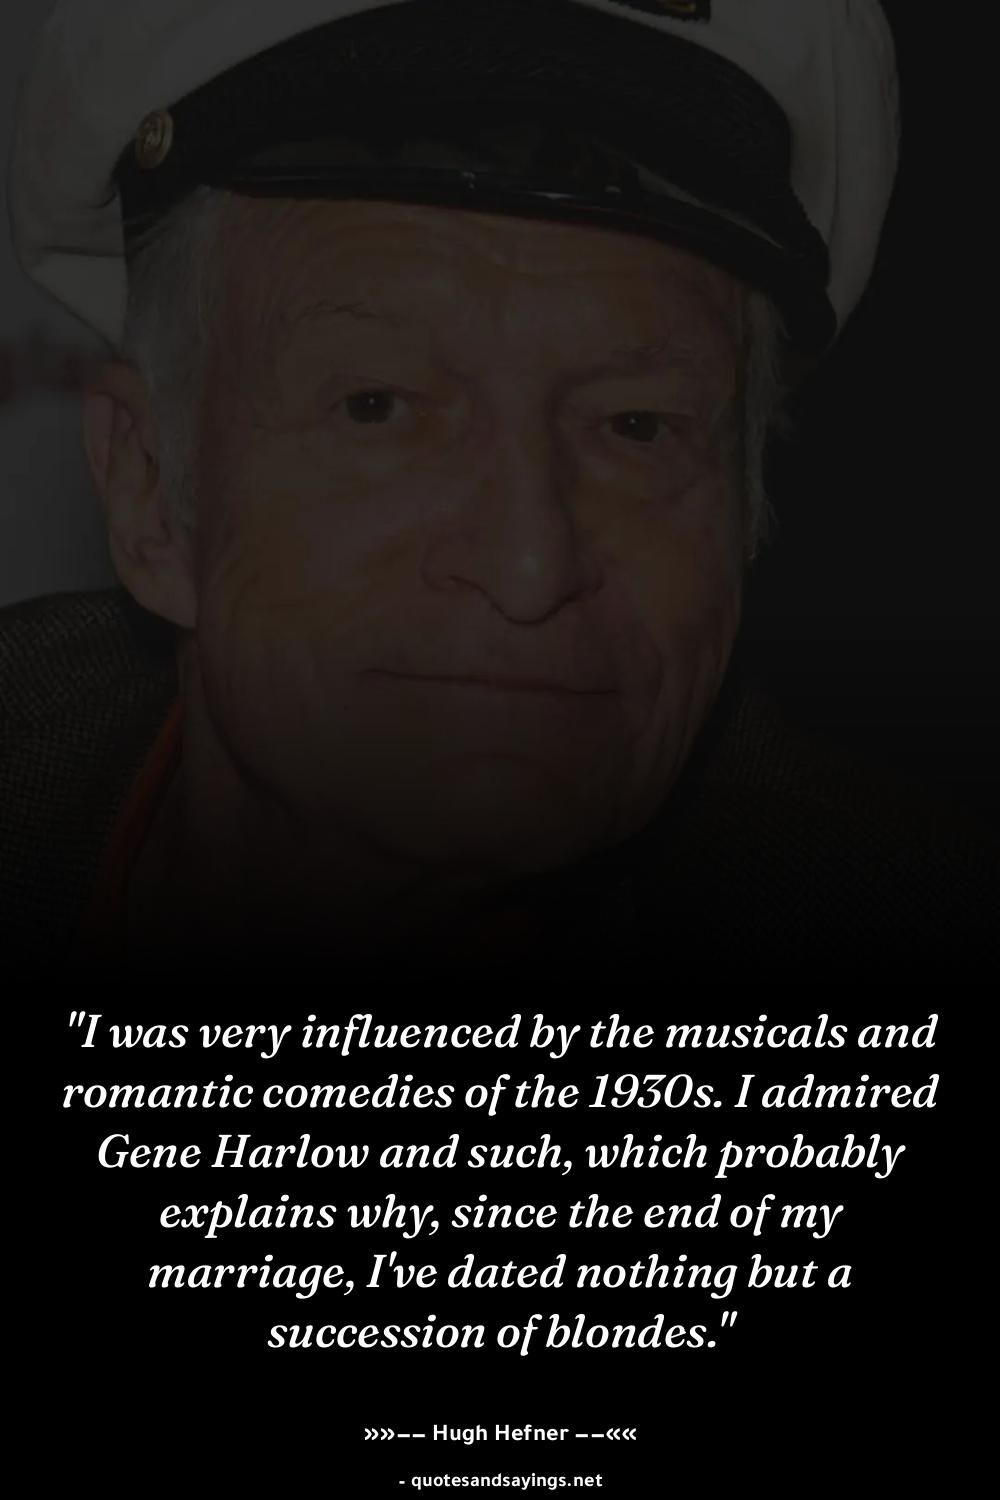 "I was very influenced by the musicals and
romantic comedies of the 1930s. I admired
Gene Harlow and such, which probably
explains why, since the end of my
marriage, I've dated nothing but a
succession of blondes."
»»—— Hugh Hefner ——««
- quotesandsayings.net